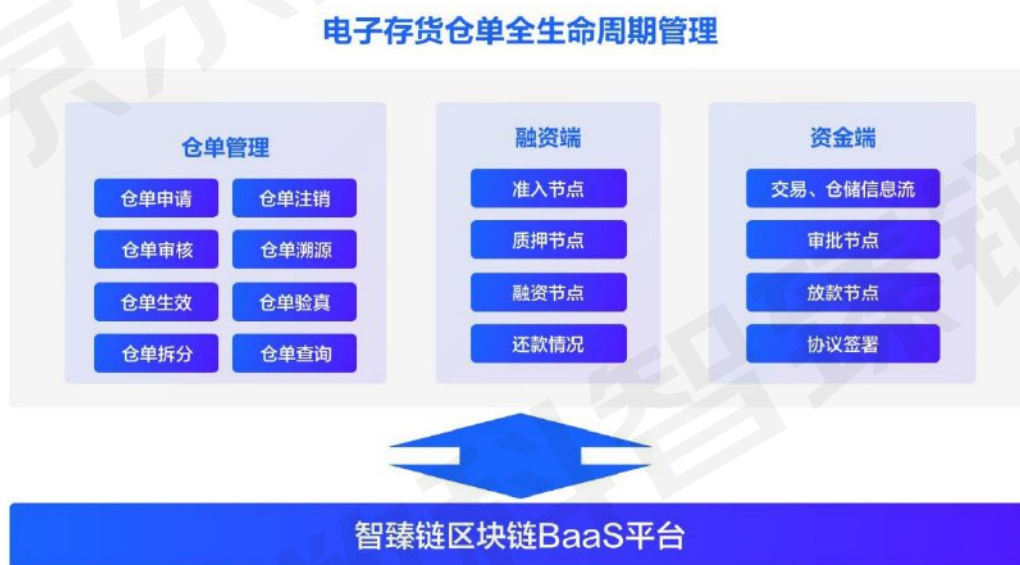 电子存货仓单全生命周期管理
仓单管理
仓单申请
仓单注销
仓单审核
仓单溯源
仓单生效
仓单验真
仓单拆分
仓单查询
融资端
准入节点
质押节点
融资节点
还款情况
资金端
交易、仓储信息流
审批节点
放款节点
协议签署
智臻链区块链BaaS平台